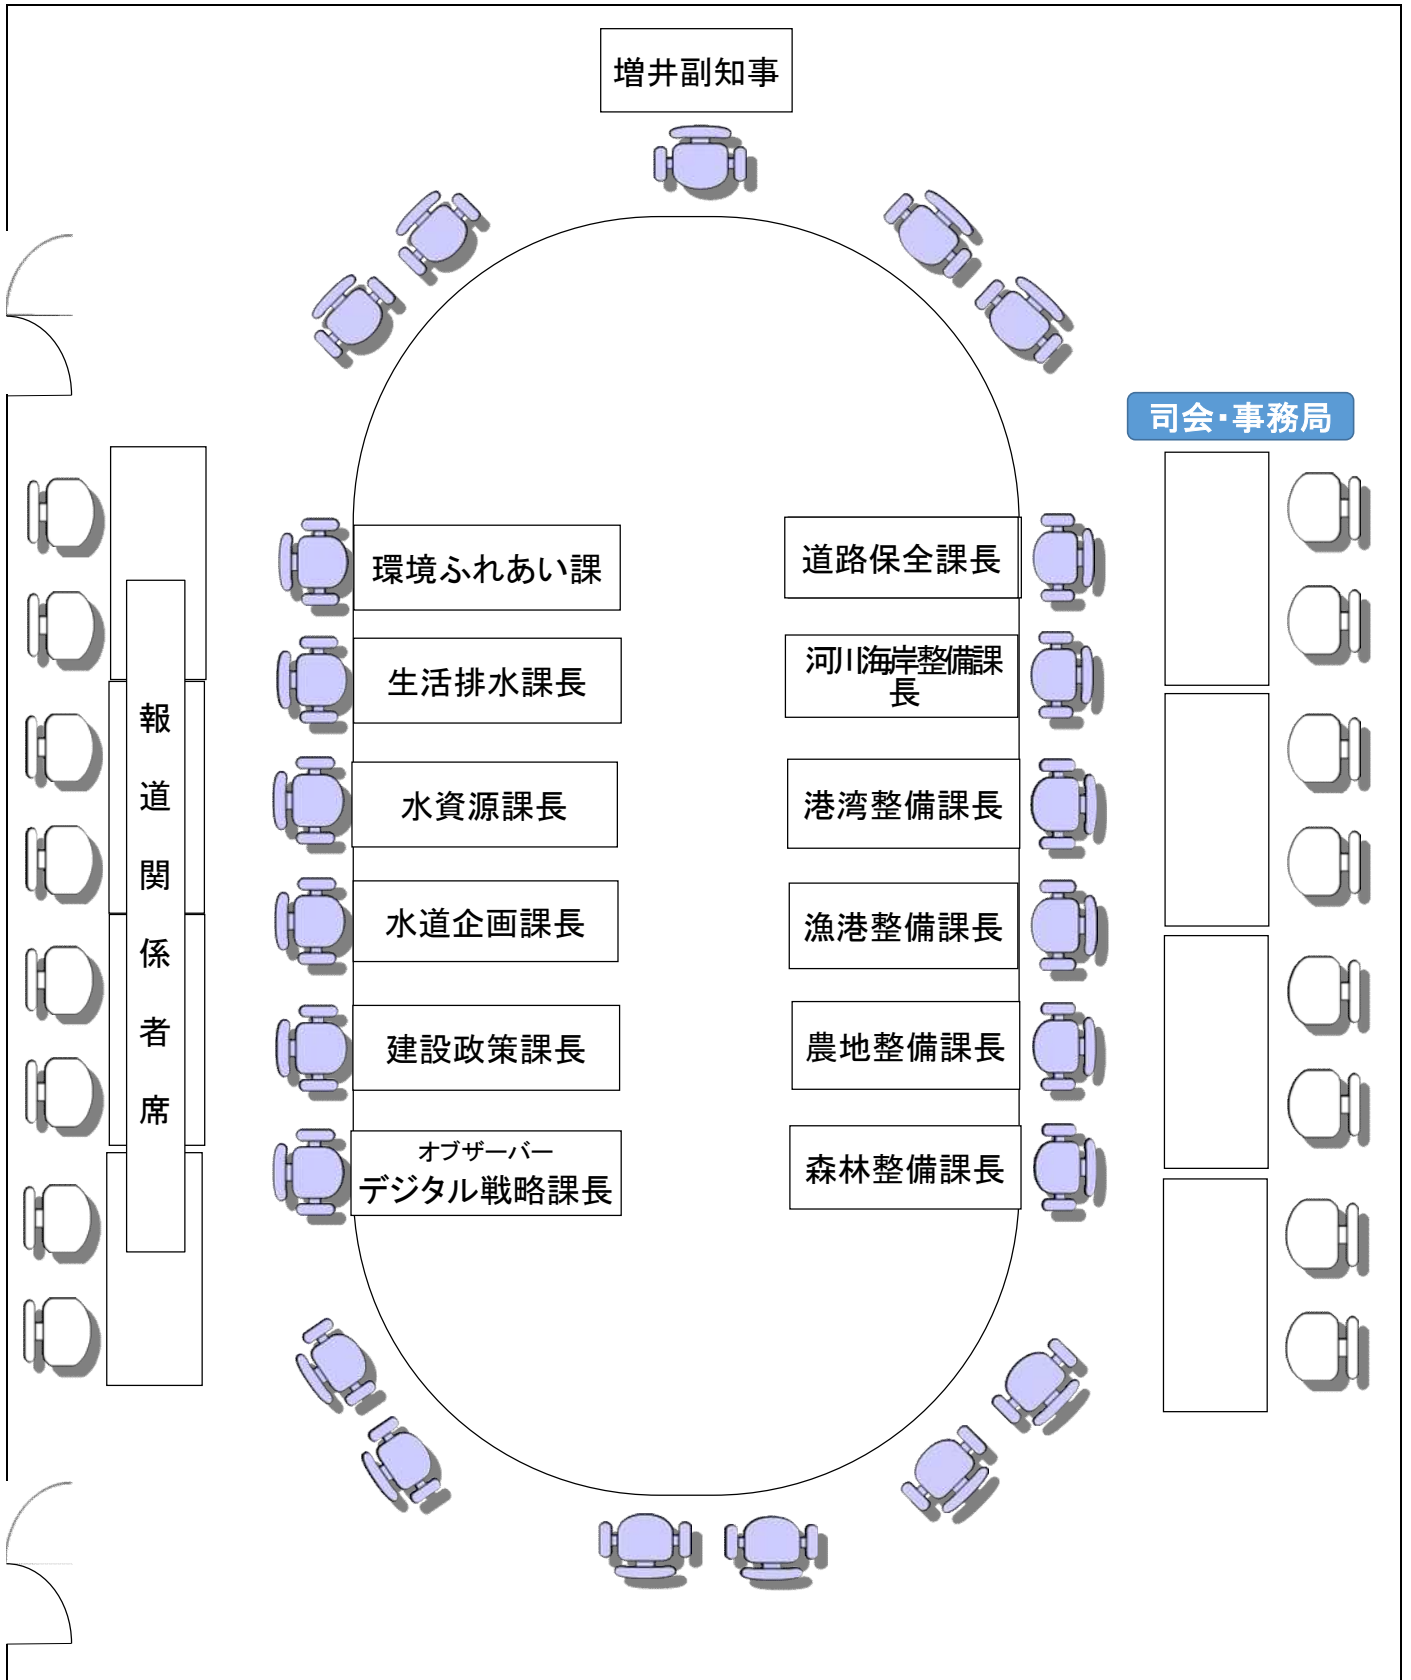 増井副知事
司会・事務局
環境ふれあい課
道路保全課長
生活排水課長
河川海岸整備課
長
水資源課長
港湾整備課長
水道企画課長
漁港整備課長
建設政策課長
農地整備課長
オブザーバー
デジタル戦略課長
森林整備課長
報道関係者席